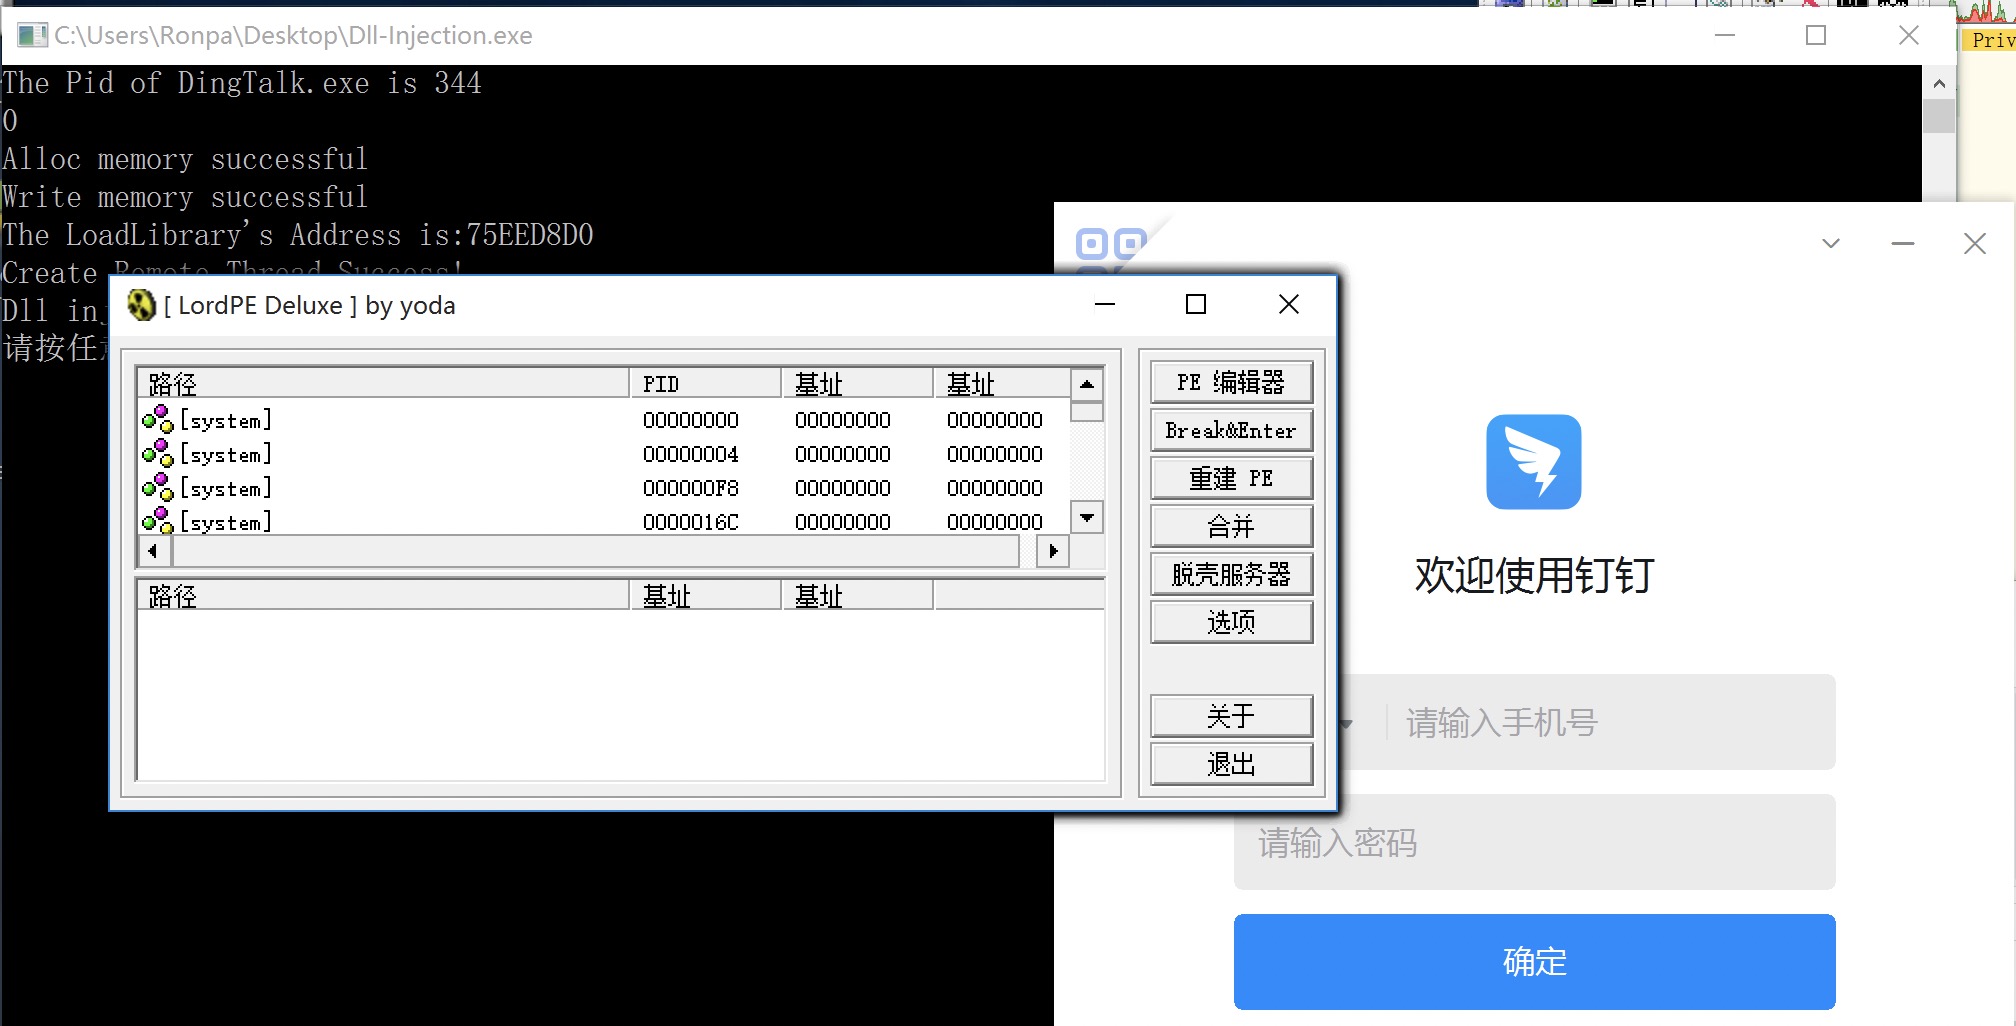 C:\Users\Ronpa\Desktop\Dll-Injection.exe
Priv
The Pid of DingTalk.exe is 344
0
Alloc memory successful
Write memory successful
The LoadLibrary's Address is:75EED8D0
Create Remote Thread Success!
Dll inj
请按任意
[ LordPE Deluxe ] by yoda
路径 PID 基址 基址
[system] 00000000 00000000 00000000
[system] 00000004 00000000 00000000
[system] 000000F8 00000000 00000000
[system] 0000016C 00000000 00000000
路径 基址 基址
PE 编辑器
Break&Enter
重建 PE
合并
脱壳服务器
选项
关于
退出
欢迎使用钉钉
请输入手机号
请输入密码
确定